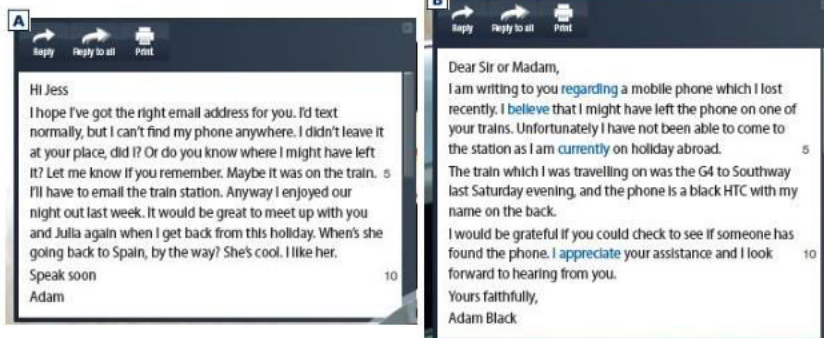 A
Reply Reply to all Print
Hi Jess
I hope I've got the right email address for you. I'd text
normally, but I can't find my phone anywhere. I didn't leave it
at your place, did I? Or do you know where I might have left
it? Let me know if you remember. Maybe it was on the train. 5
I'll have to email the train station. Anyway I enjoyed our
night out last week. It would be great to meet up with you
and Julia again when I get back from this holiday. When's she
going back to Spain, by the way? She's cool. I like her.
Speak soon 10
Adam
B
Reply Reply to all Print
Dear Sir or Madam,
I am writing to you regarding a mobile phone which I lost
recently. I believe that I might have left the phone on one of
your trains. Unfortunately I have not been able to come to
the station as I am currently on holiday abroad. 5
The train which I was travelling on was the G4 to Southway
last Saturday evening, and the phone is a black HTC with my
name on the back.
I would be grateful if you could check to see if someone has
found the phone. I appreciate your assistance and I look 10
forward to hearing from you.
Yours faithfully,
Adam Black